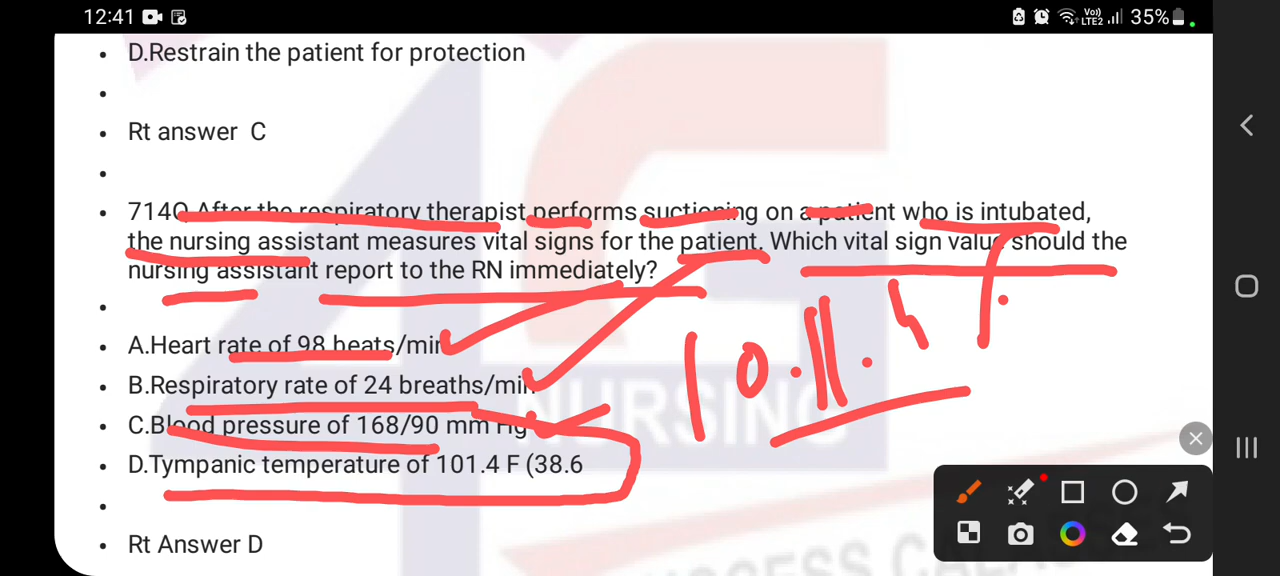 12:41
Vo))
LTE2
35%
D.Restrain the patient for protection
Rt answer C
714Q After the respiratory therapist performs suctioning on a patient who is intubated,
the nursing assistant measures vital signs for the patient. Which vital sign value should the
nursing assistant report to the RN immediately?
A.Heart rate of 98 beats/min
B.Respiratory rate of 24 breaths/min
C.Blood pressure of 168/90 mm Hg
D.Tympanic temperature of 101.4 F (38.6
Rt Answer D
NURSING